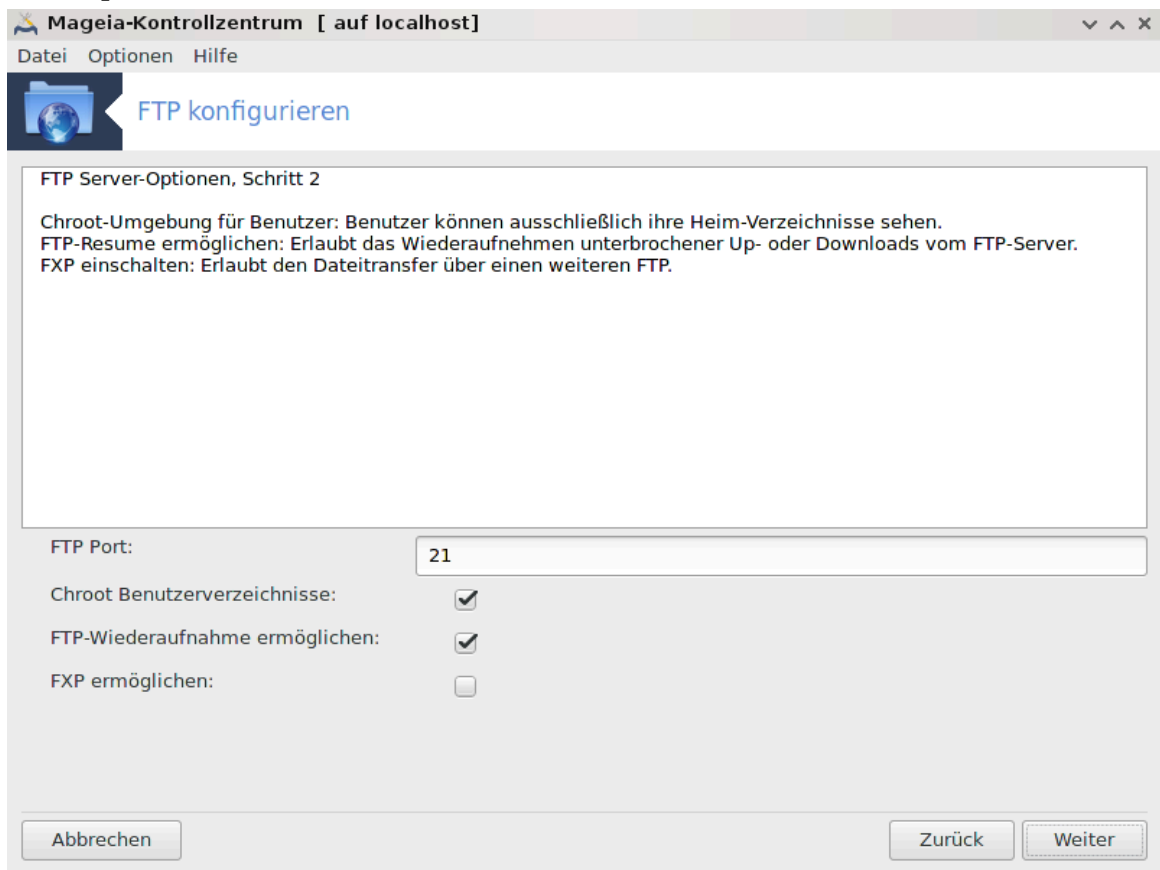 Mageia-Kontrollzentrum [ auf localhost]
Datei Optionen Hilfe
FTP konfigurieren
FTP Server-Optionen, Schritt 2
Chroot-Umgebung für Benutzer: Benutzer können ausschließlich ihre Heim-Verzeichnisse sehen.
FTP-Resume ermöglichen: Erlaubt das Wiederaufnehmen unterbrochener Up- oder Downloads vom FTP-Server.
FXP einschalten: Erlaubt den Dateitransfer über einen weiteren FTP.
FTP Port: 21
Chroot Benutzerverzeichnisse:
FTP-Wiederaufnahme ermöglichen:
FXP ermöglichen:
Abbrechen Zurück Weiter